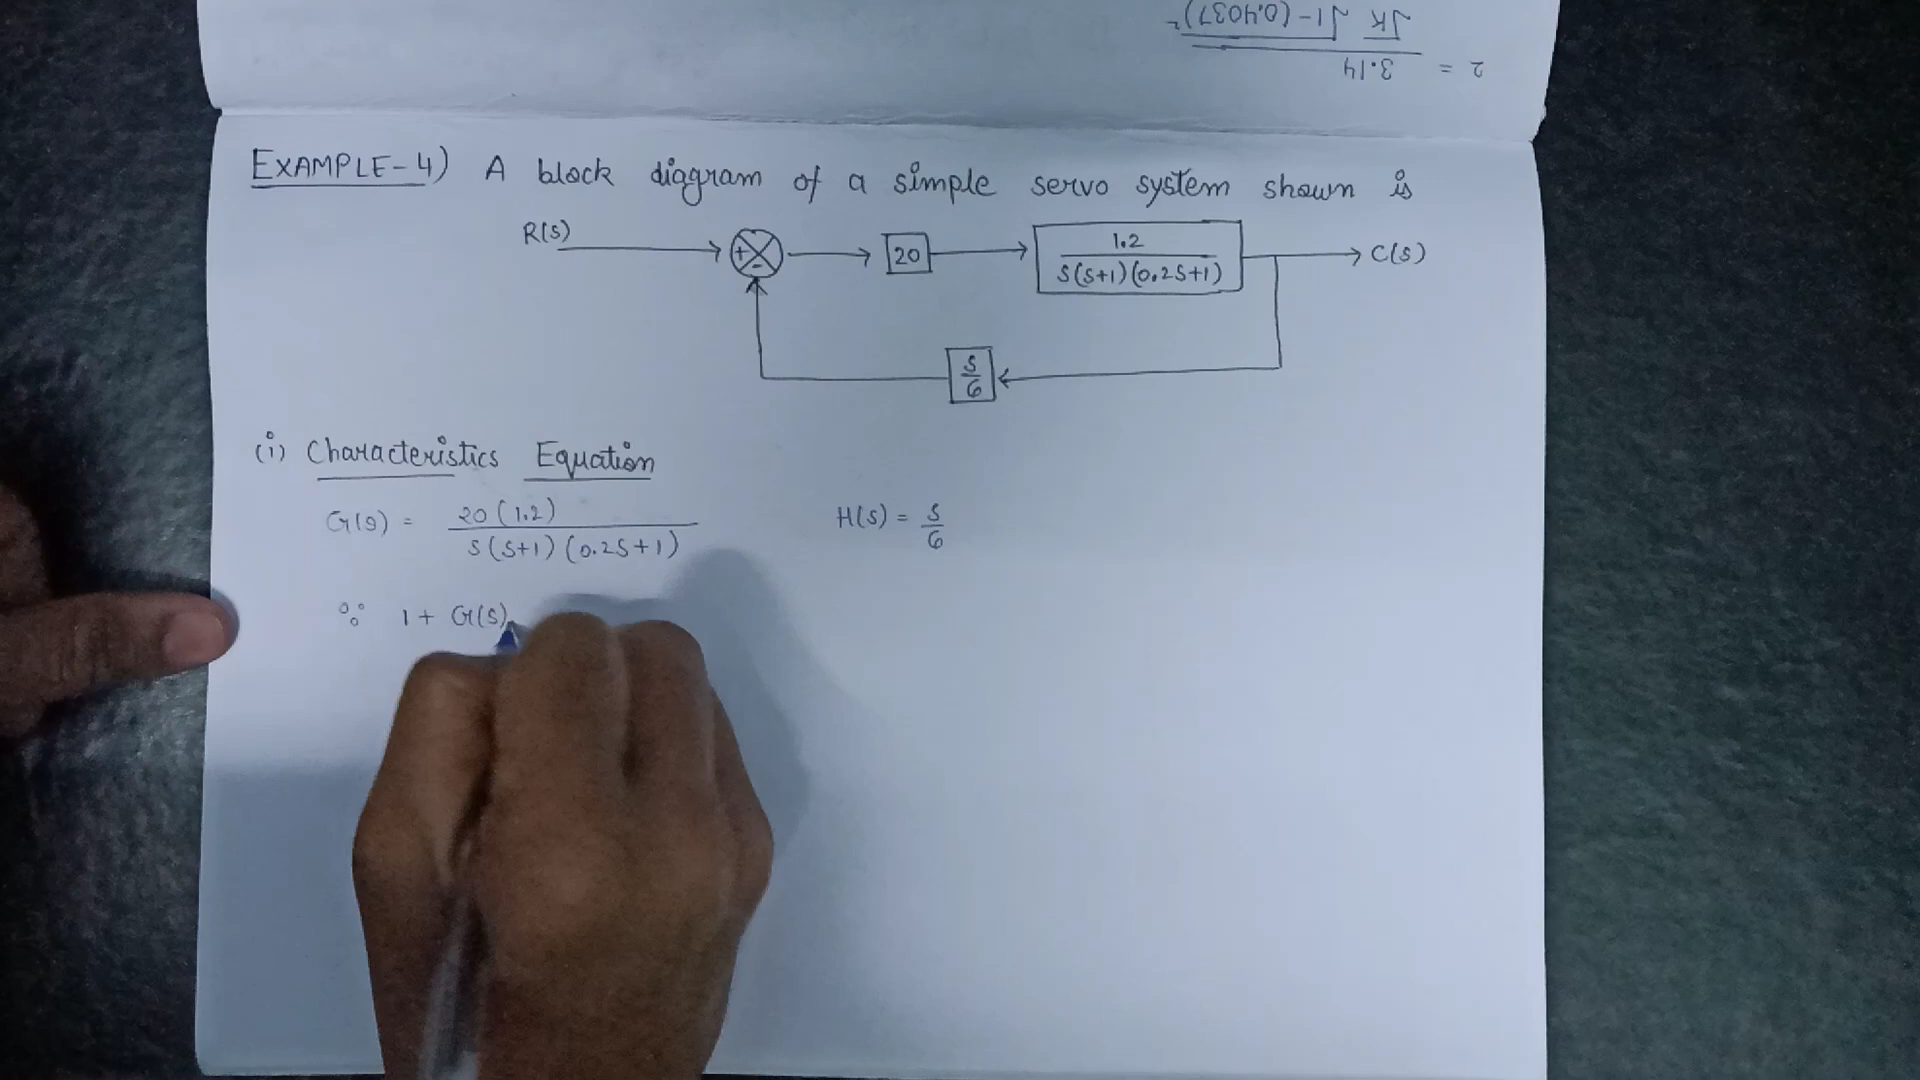 2 = 3.14
√K √1-(0.4037)²
EXAMPLE-4) A block diagram of a simple servo system shown is
R(s)
+
-
20
1.2
S(S+1)(0.2S+1)
C(s)
S
6
(i) Characteristics Equation
G(s) = 20(1.2)
S(S+1)(0.2S+1)
H(s) = S
6
∵ 1 + G(s)